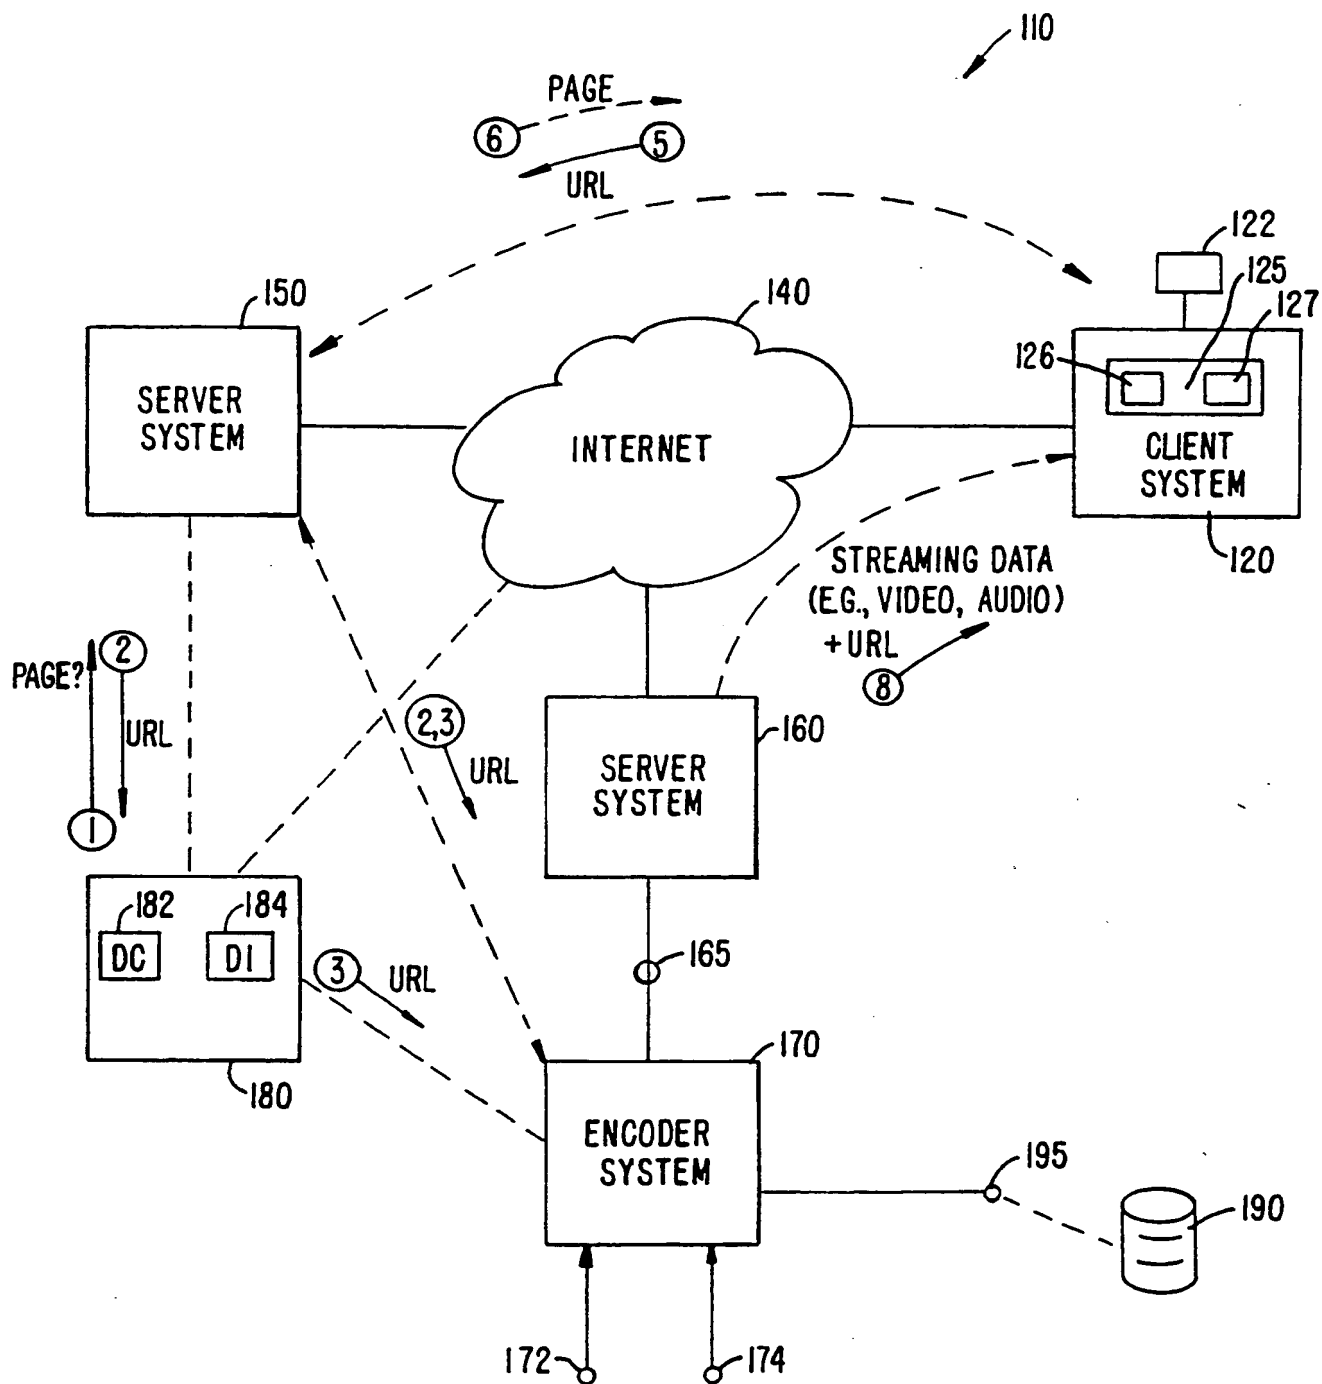 110
PAGE
6
5
URL
122
125
127
126
150
140
SERVER
SYSTEM
INTERNET
CLIENT
SYSTEM
120
STREAMING DATA
(E.G., VIDEO, AUDIO)
+URL
8
2
PAGE?
URL
1
2,3
URL
160
SERVER
SYSTEM
182
184
DC
DI
3
URL
165
180
170
ENCODER
SYSTEM
195
190
172
174